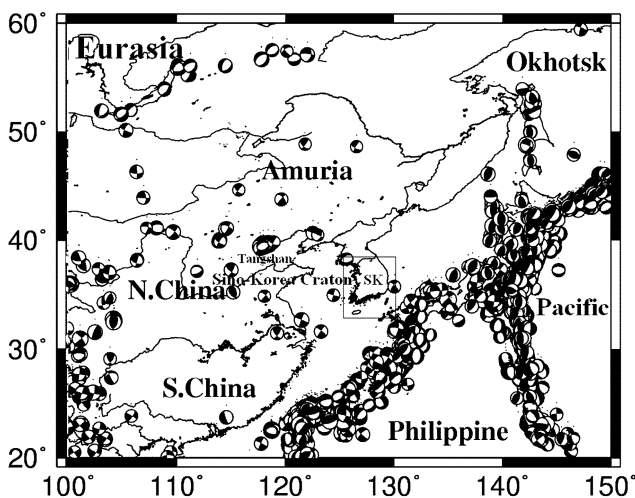 60°
Eurasia
Okhotsk
50°
Amuria
40°
Tangshan
Sino-Korea Craton
SK
N.China
Pacific
30°
S.China
Philippine
20°
100° 110° 120° 130° 140° 150°